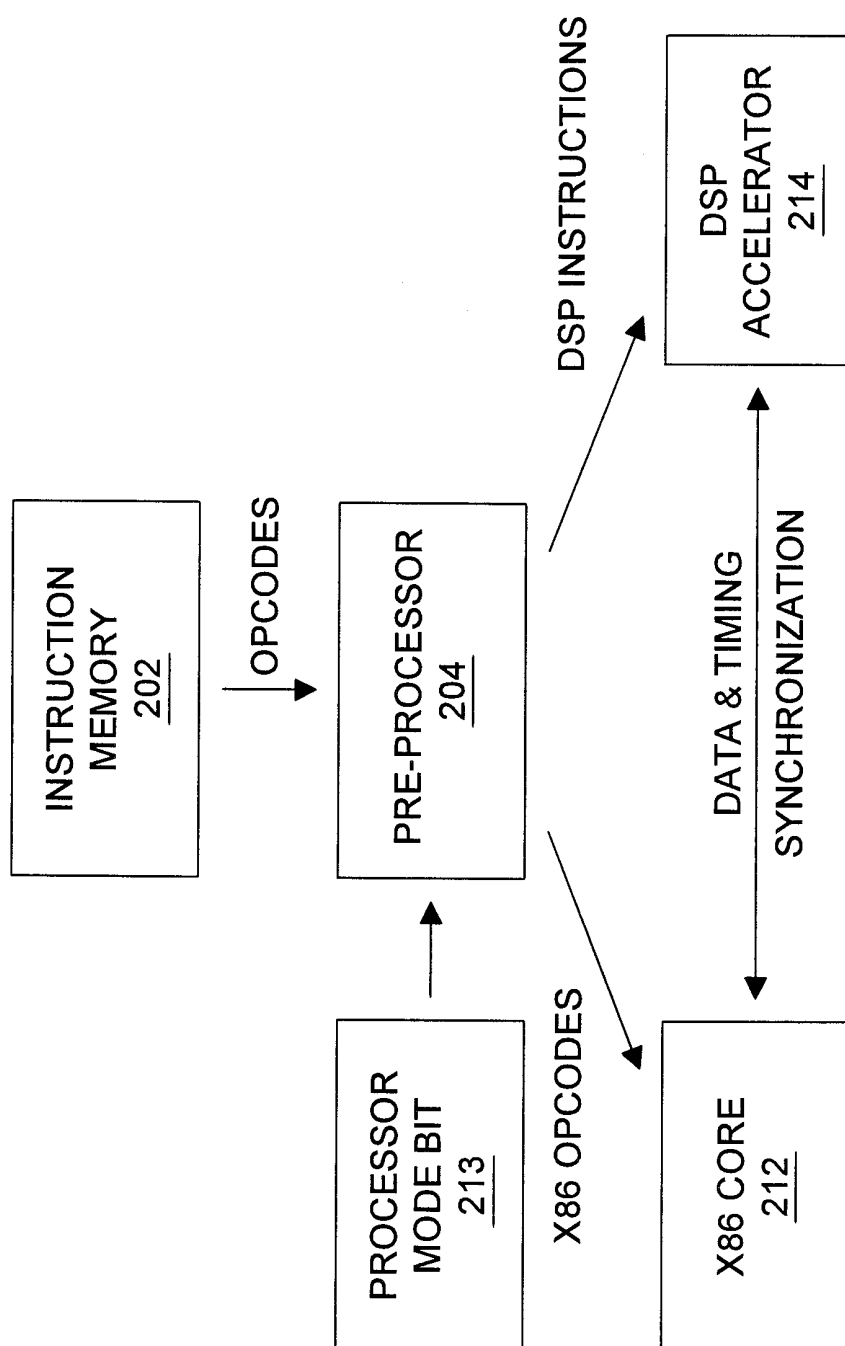 INSTRUCTION
MEMORY
202
OPCODES
PROCESSOR
MODE BIT
213
PRE-PROCESSOR
204
X86 OPCODES
DSP INSTRUCTIONS
X86 CORE
212
DATA & TIMING
SYNCHRONIZATION
DSP
ACCELERATOR
214